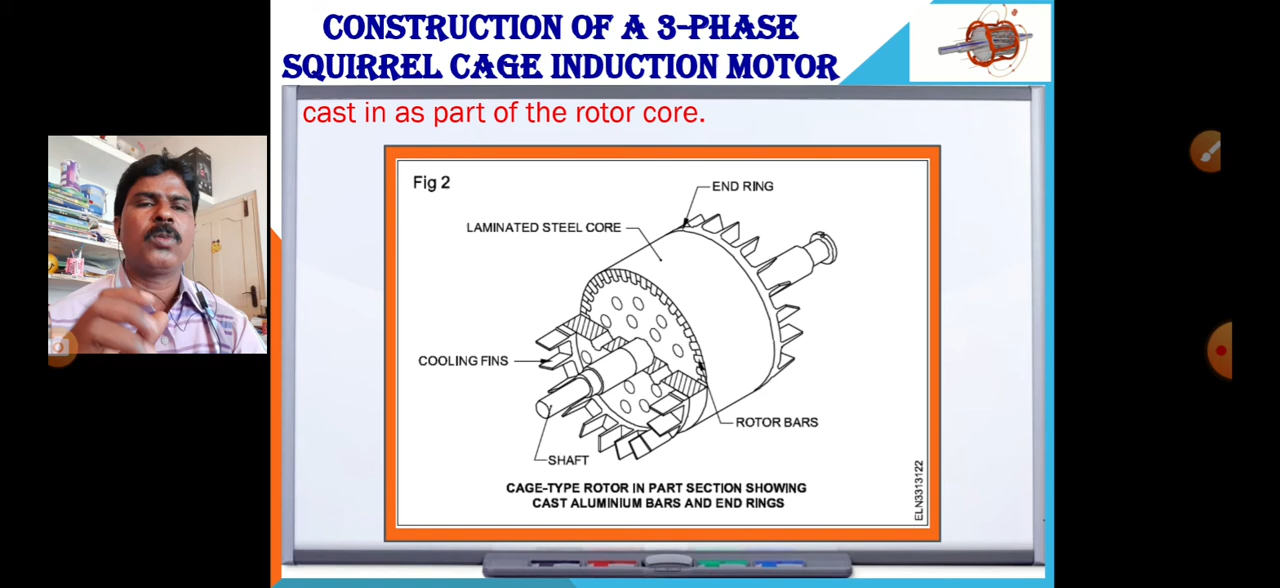 CONSTRUCTION OF A 3-PHASE
SQUIRREL CAGE INDUCTION MOTOR
cast in as part of the rotor core.
Fig 2
END RING
LAMINATED STEEL CORE
COOLING FINS
ROTOR BARS
SHAFT
CAGE-TYPE ROTOR IN PART SECTION SHOWING
CAST ALUMINIUM BARS AND END RINGS
ELN3313122